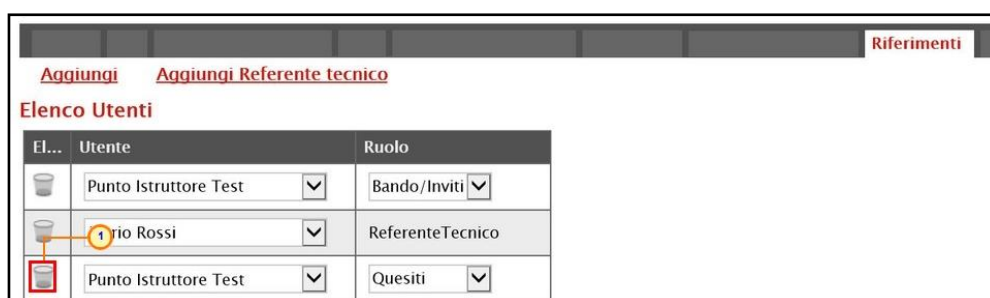 Riferimenti
Aggiungi Aggiungi Referente tecnico
Elenco Utenti
El... Utente Ruolo
Punto Istruttore Test Bando/Inviti
1 rio Rossi ReferenteTecnico
Punto Istruttore Test Quesiti